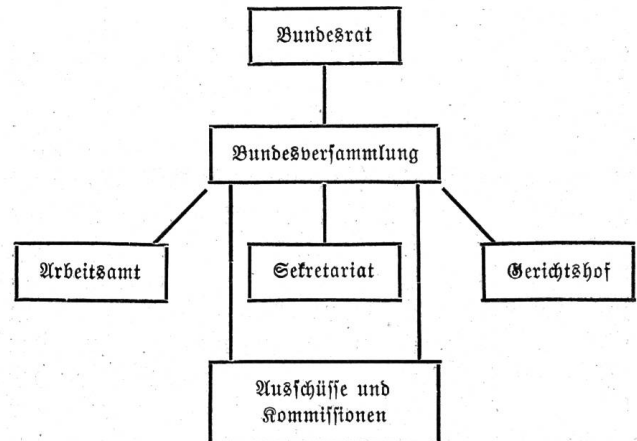 Bundesrat
Bundesversammlung
Arbeitsamt
Sekretariat
Gerichtshof
Ausschüsse und
Kommissionen